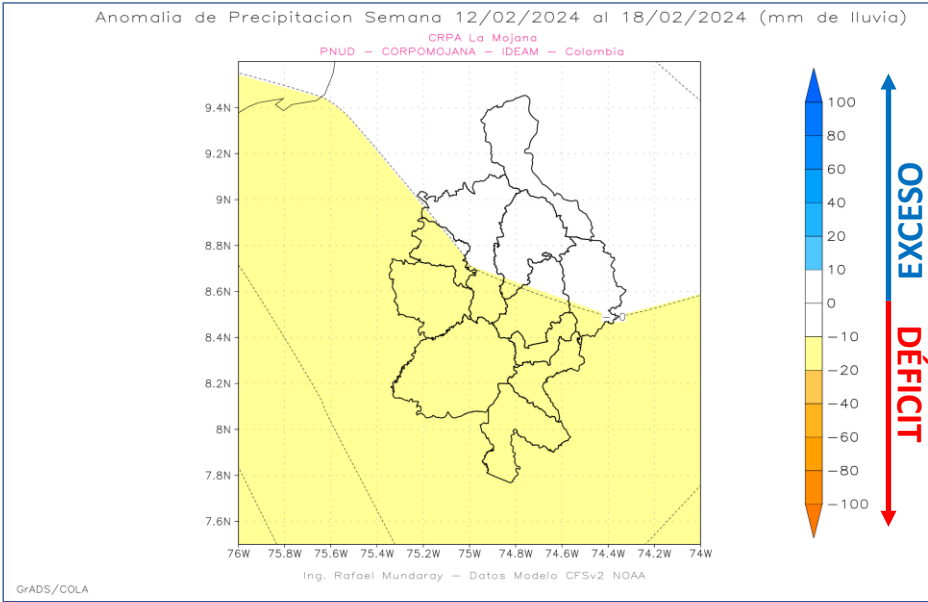 Anomalia de Precipitacion Semana 12/02/2024 al 18/02/2024 (mm de lluvia)
CRPA La Mojana
PNUD – CORPOMOJANA – IDEAM – Colombia
9.4N
9.2N
9N
8.8N
8.6N
8.4N
8.2N
8N
7.8N
7.6N
76W 75.8W 75.6W 75.4W 75.2W 75W 74.8W 74.6W 74.4W 74.2W 74W
100
80
60
40
20
10
0
−10
−20
−40
−60
−80
−100
EXCESO
DÉFICIT
Ing. Rafael Mundaray – Datos Modelo CFSv2 NOAA
GrADS/COLA